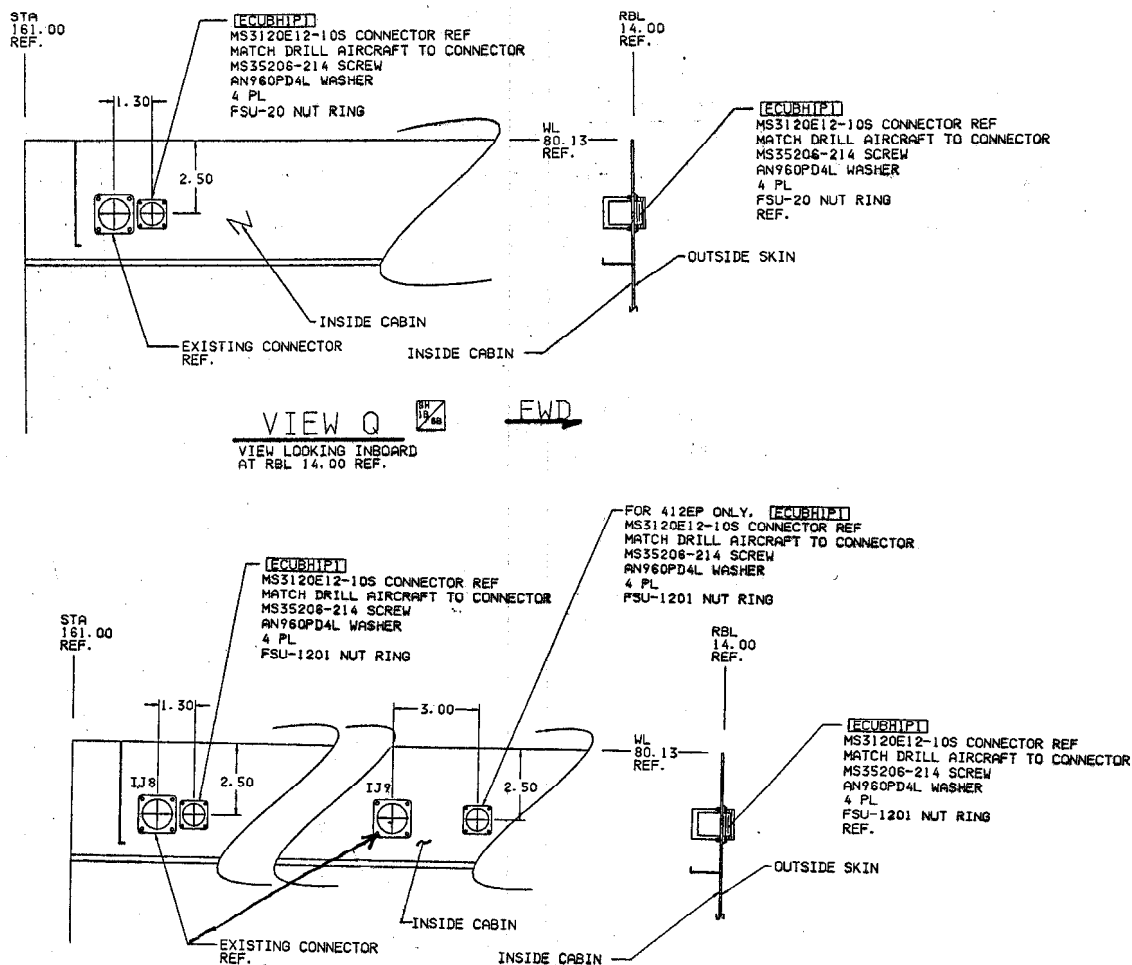 STA
161.00
REF.
ECUBH1P1
MS3120E12-10S CONNECTOR REF
MATCH DRILL AIRCRAFT TO CONNECTOR
MS35206-214 SCREW
AN960PD4L WASHER
4 PL
FSU-20 NUT RING
1.30
2.50
WL
80.13
REF.
RBL
14.00
REF.
ECUBH1P1
MS3120E12-10S CONNECTOR REF
MATCH DRILL AIRCRAFT TO CONNECTOR
MS35206-214 SCREW
AN960PD4L WASHER
4 PL
FSU-20 NUT RING
REF.
OUTSIDE SKIN
INSIDE CABIN
INSIDE CABIN
EXISTING CONNECTOR
REF.
VIEW Q
SH
FWD
VIEW LOOKING INBOARD
AT RBL 14.00 REF.
FOR 412EP ONLY. ECUBH1P1
MS3120E12-10S CONNECTOR REF
MATCH DRILL AIRCRAFT TO CONNECTOR
MS35206-214 SCREW
AN960PD4L WASHER
4 PL
FSU-1201 NUT RING
ECUBH1P1
MS3120E12-10S CONNECTOR REF
MATCH DRILL AIRCRAFT TO CONNECTOR
MS35206-214 SCREW
AN960PD4L WASHER
4 PL
FSU-1201 NUT RING
STA
161.00
REF.
1.30
2.50
1J8
3.00
2.50
1J9
WL
80.13
REF.
RBL
14.00
REF.
ECUBH1P1
MS3120E12-10S CONNECTOR REF
MATCH DRILL AIRCRAFT TO CONNECTOR
MS35206-214 SCREW
AN960PD4L WASHER
4 PL
FSU-1201 NUT RING
REF.
OUTSIDE SKIN
INSIDE CABIN
EXISTING CONNECTOR
REF.
INSIDE CABIN